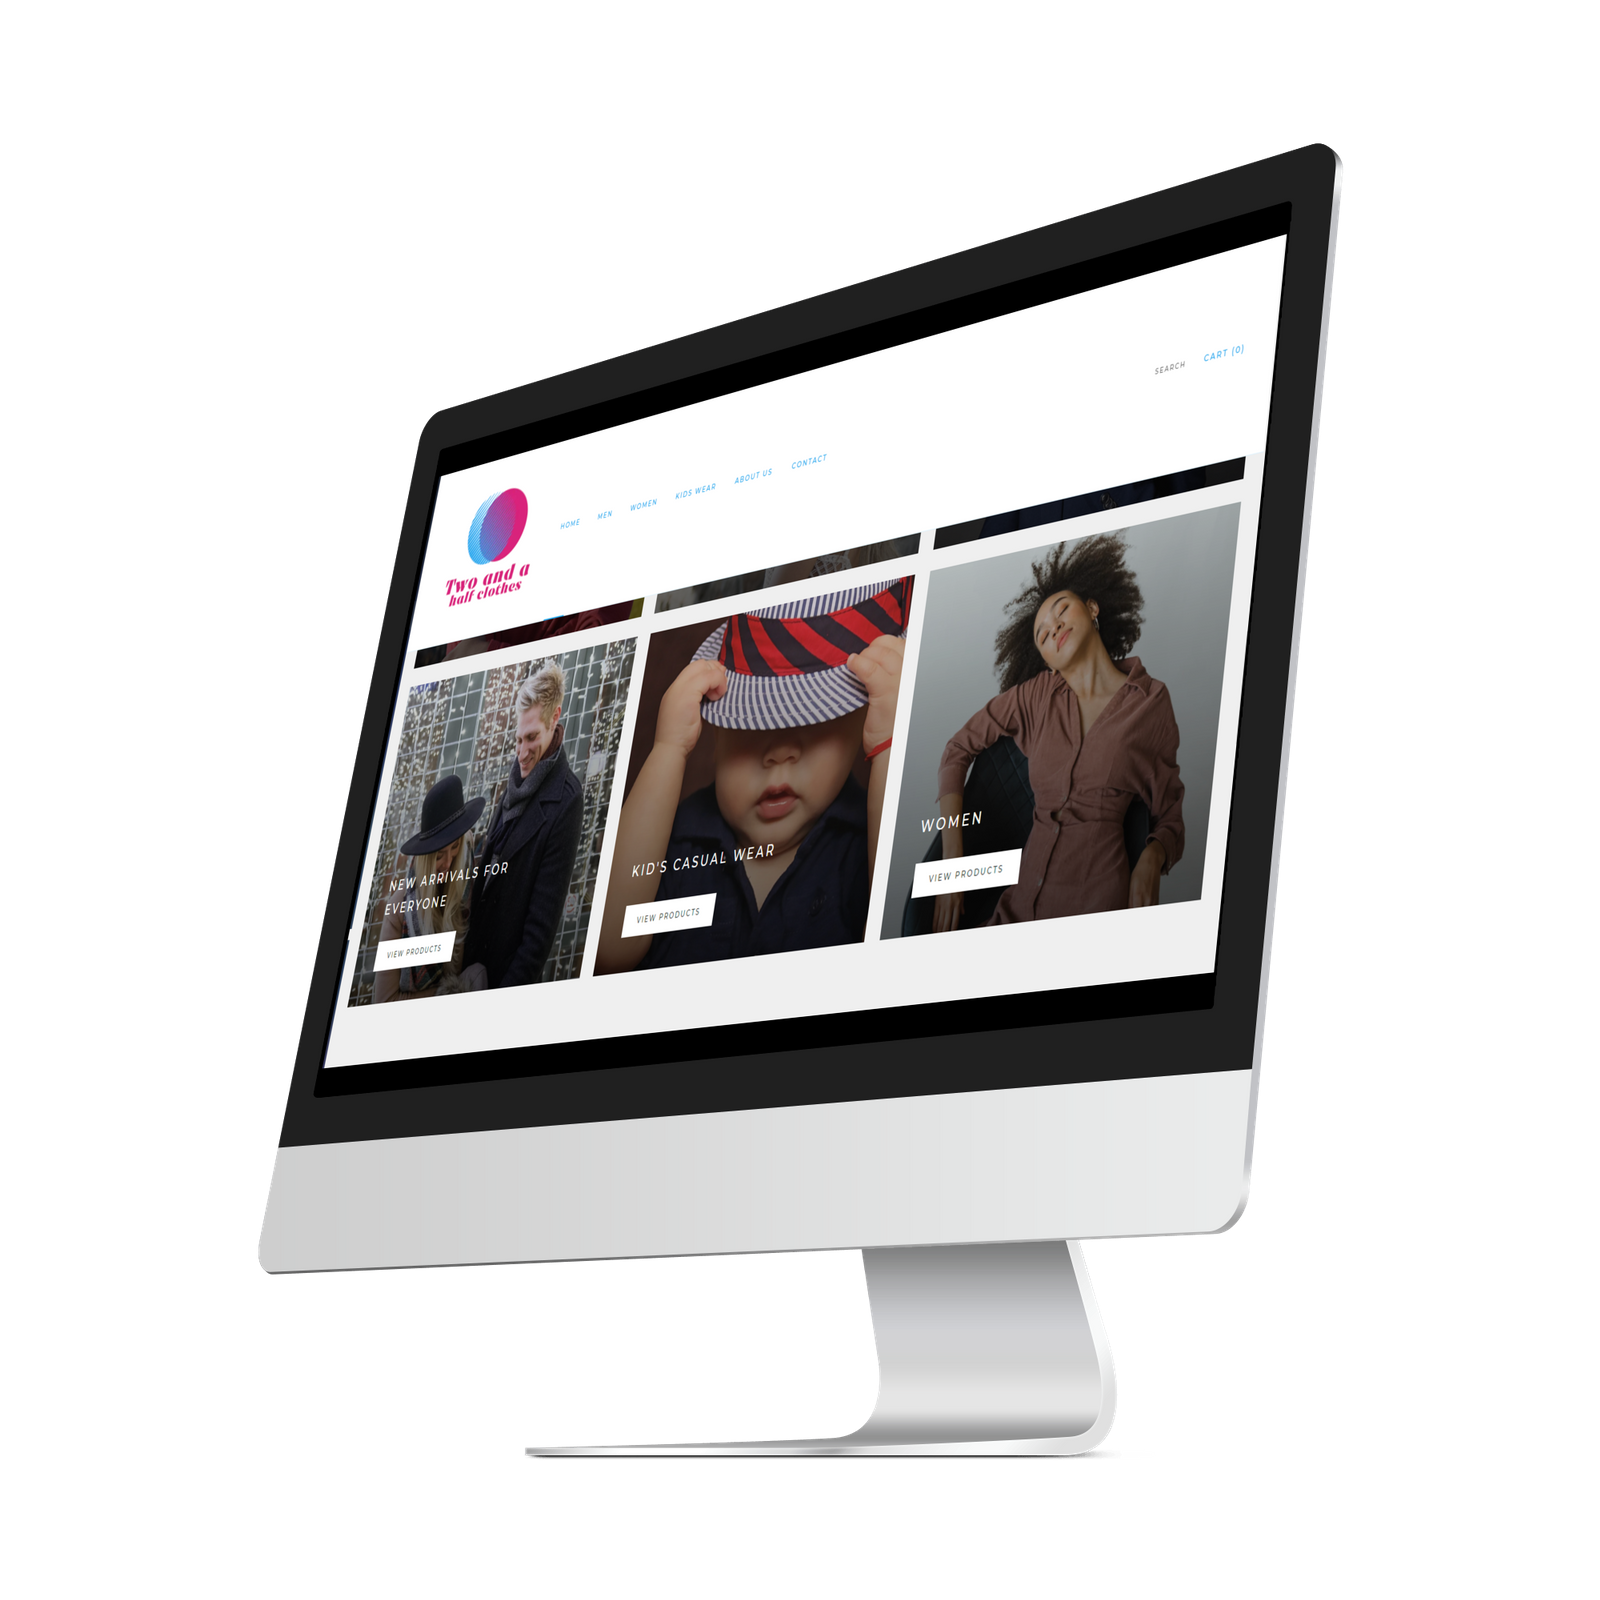 SEARCH
CART (0)
HOME
MEN
WOMEN
KIDS WEAR
ABOUT US
CONTACT
Two and a
half clothes
NEW ARRIVALS FOR
EVERYONE
VIEW PRODUCTS
KID'S CASUAL WEAR
VIEW PRODUCTS
WOMEN
VIEW PRODUCTS